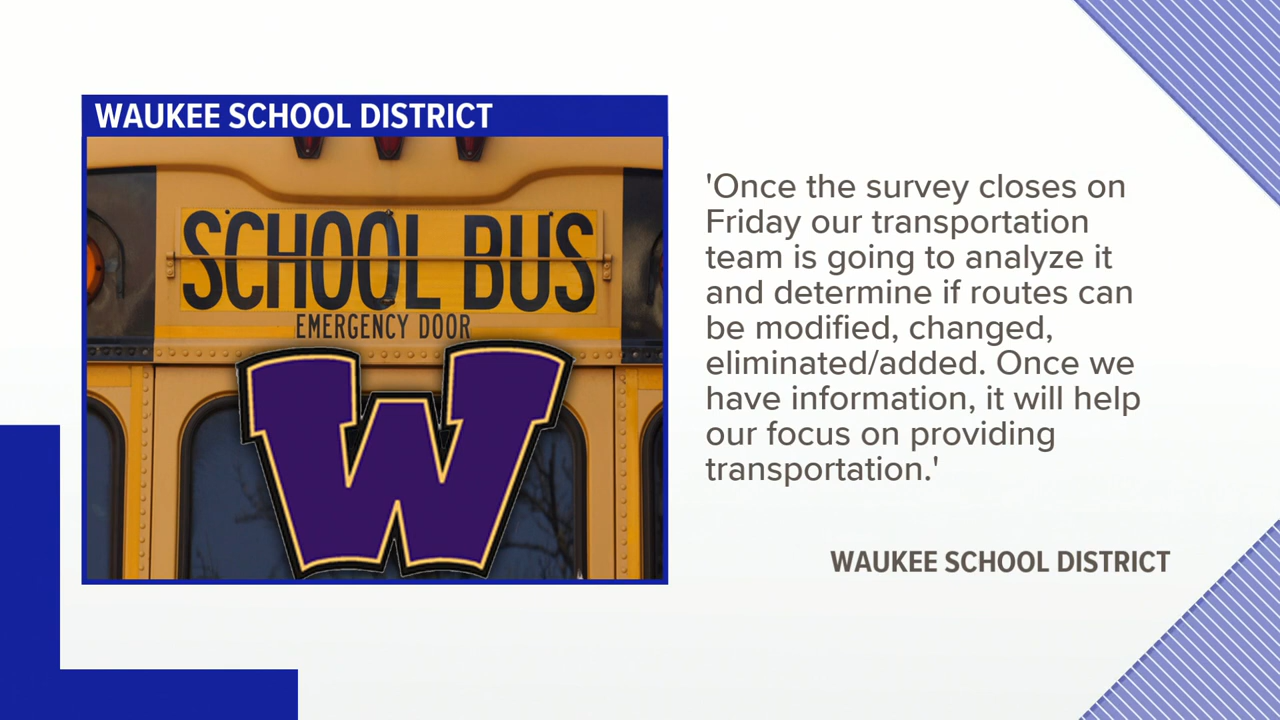 WAUKEE SCHOOL DISTRICT
SCHOOL BUS
EMERGENCY DOOR
W
'Once the survey closes on
Friday our transportation
team is going to analyze it
and determine if routes can
be modified, changed,
eliminated/added. Once we
have information, it will help
our focus on providing
transportation.'
WAUKEE SCHOOL DISTRICT